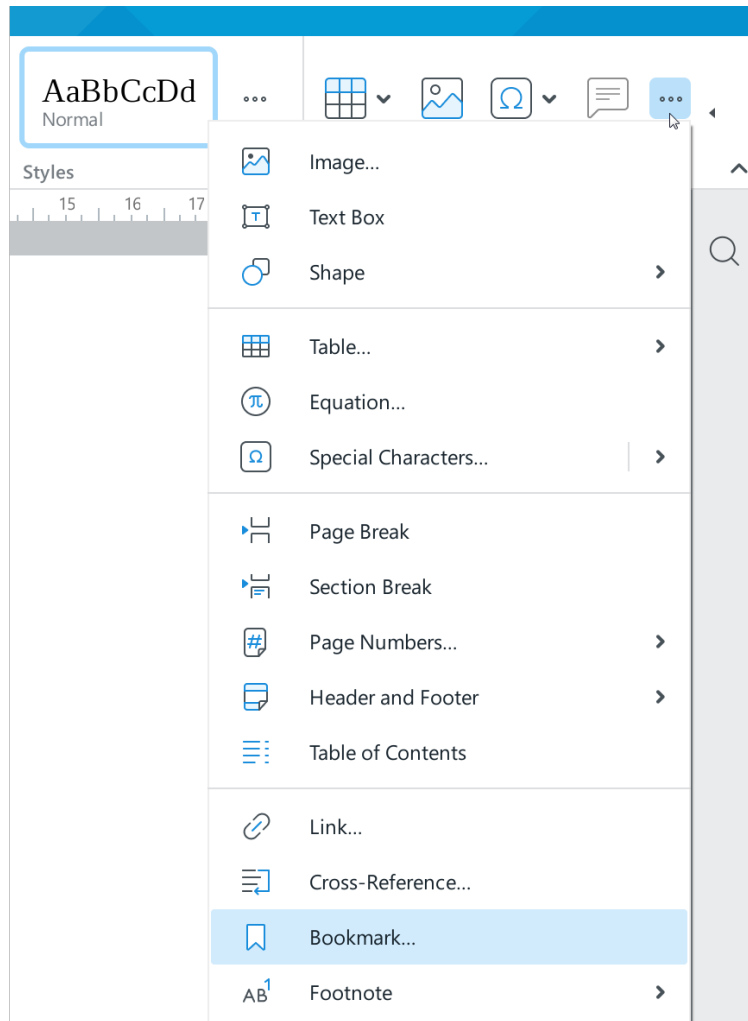 AaBbCcDd
Normal
Styles
15 16 17
Image...
Text Box
Shape
Table...
Equation...
Special Characters...
Page Break
Section Break
Page Numbers...
Header and Footer
Table of Contents
Link...
Cross-Reference...
Bookmark...
AB1 Footnote